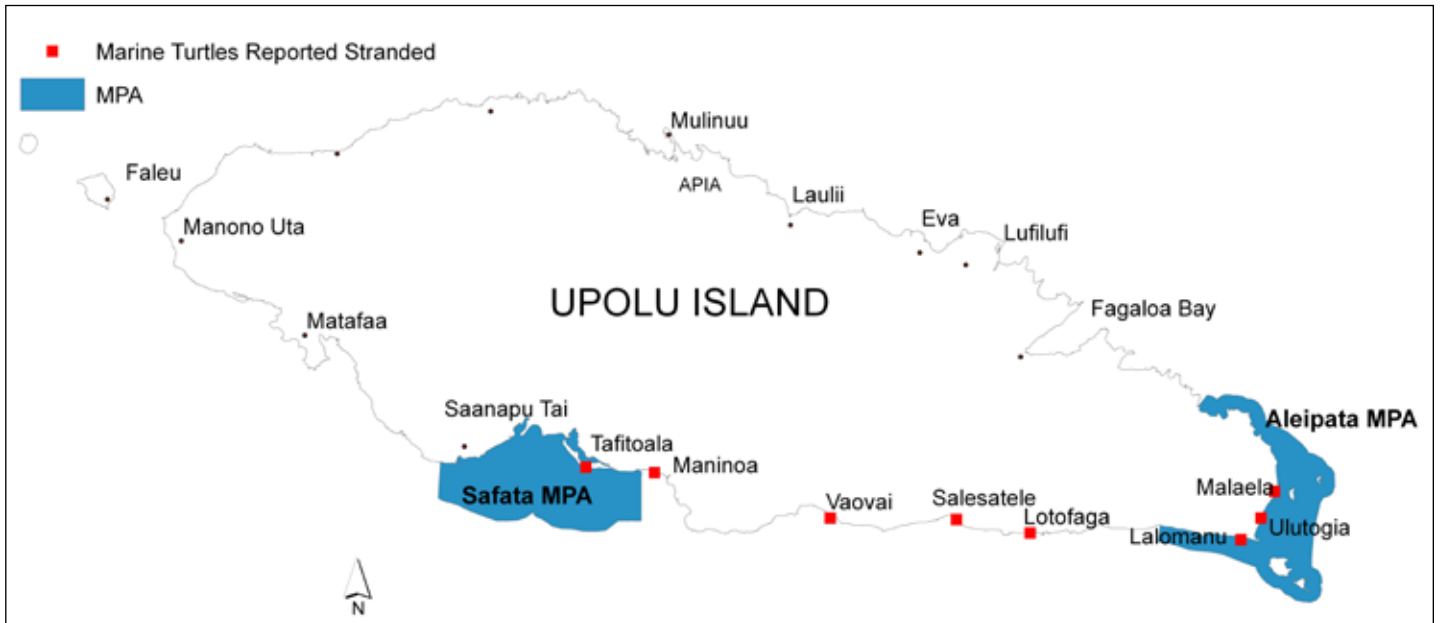 Marine Turtles Reported Stranded
MPA
Mulinuu
Faleu
APIA
Laulii
Manono Uta
Eva
Lufilufi
UPOLU ISLAND
Fagaloa Bay
Matafaa
Saanapu Tai
Aleipata MPA
Tafitoala
Maninoa
Safata MPA
Malaela
Vaovai
Salesatele
Lotofaga
Ulutogia
Lalomanu
N